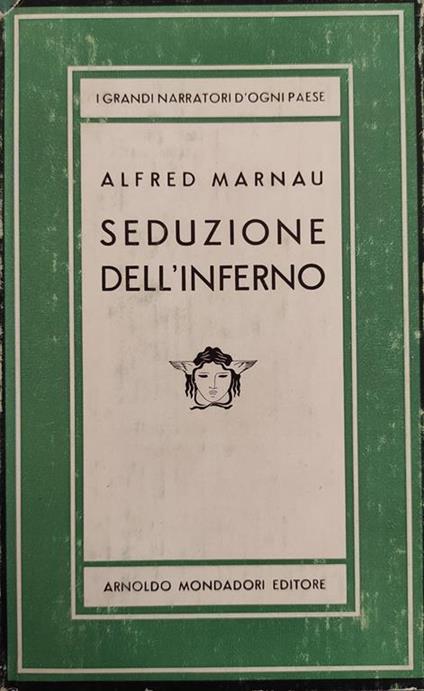 I GRANDI NARRATORI D'OGNI PAESE
ALFRED MARNAU
SEDUZIONE
DELL'INFERNO
ARNOLDO MONDADORI EDITORE